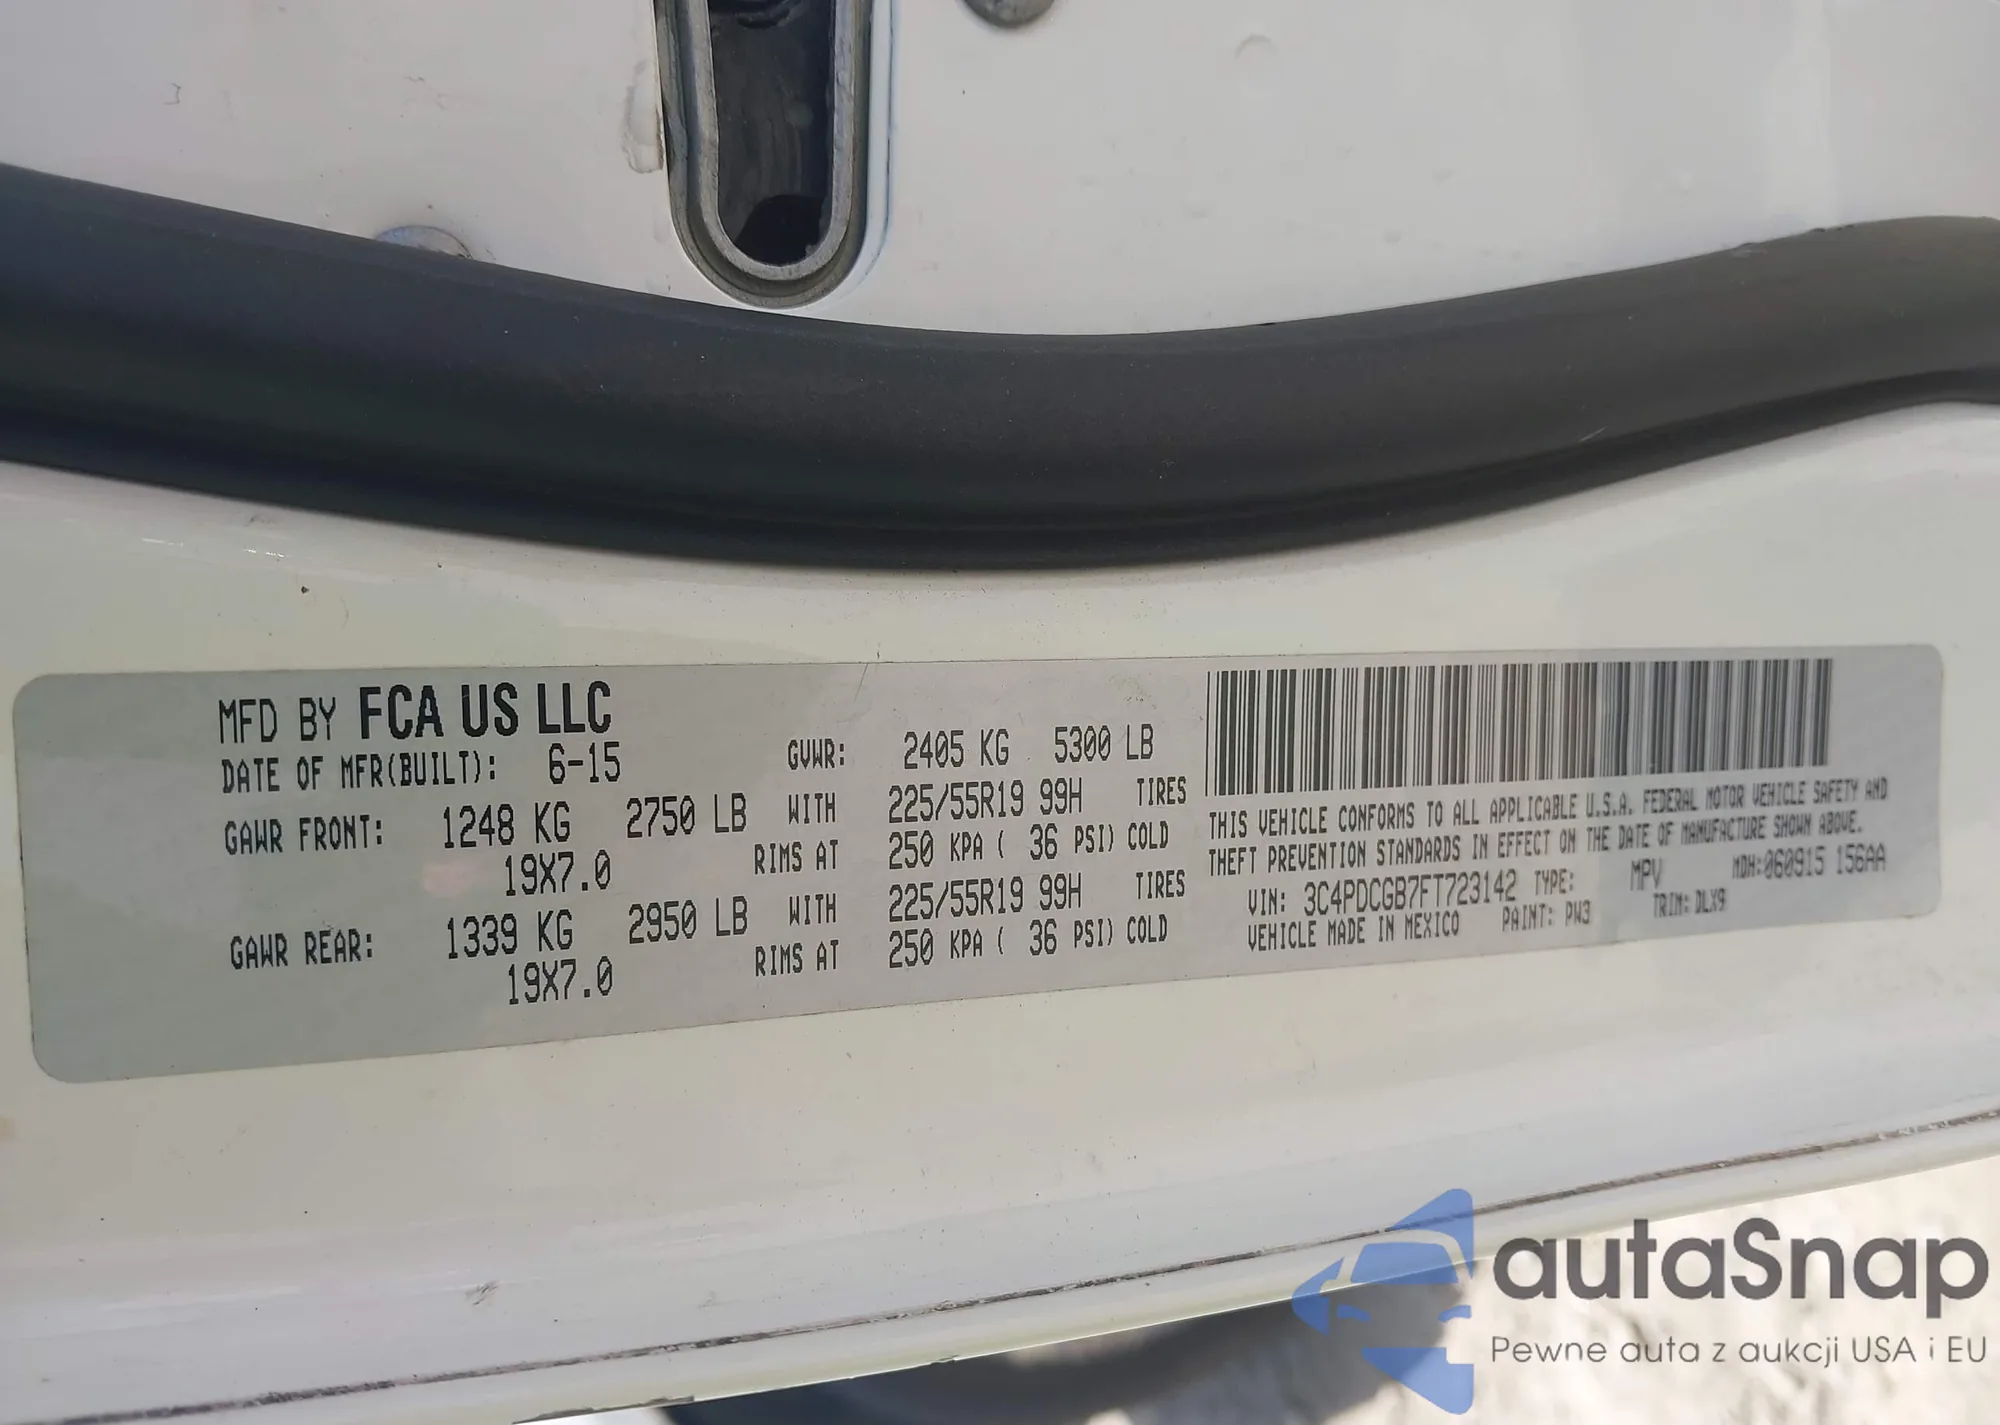 MFD BY FCA US LLC
DATE OF MFR(BUILT): 6-15 GVWR: 2405 KG 5300 LB
GAWR FRONT: 1248 KG 2750 LB WITH 225/55R19 99H TIRES
19X7.0 RIMS AT 250 KPA ( 36 PSI) COLD
GAWR REAR: 1339 KG 2950 LB WITH 225/55R19 99H TIRES
19X7.0 RIMS AT 250 KPA ( 36 PSI) COLD
THIS VEHICLE CONFORMS TO ALL APPLICABLE U.S.A. FEDERAL MOTOR VEHICLE SAFETY AND
THEFT PREVENTION STANDARDS IN EFFECT ON THE DATE OF MANUFACTURE SHOWN ABOVE.
VIN: 3C4PDCGB7FT723142 TYPE: MPV MDH:060915 156AA
VEHICLE MADE IN MEXICO PAINT: PW3 TRIM: DLX9
autaSnap
Pewne auta z aukcji USA i EU